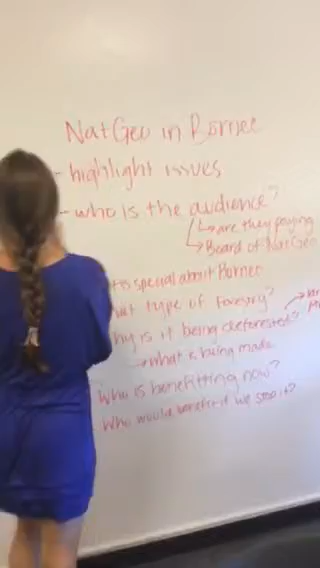 NatGeo in Borneo
- highlight issues
- who is the audience?
↳ are they paying
↳ Board of NatGeo
special about Borneo
type of forestry?
is it being deforested?
→ what is being made
who is benefitting now?
who would benefit if we stop it?